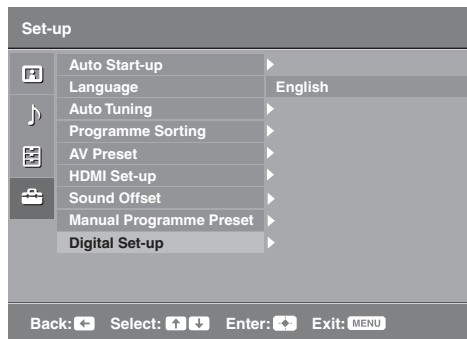 Set-up
Auto Start-up
Language English
Auto Tuning
Programme Sorting
AV Preset
HDMI Set-up
Sound Offset
Manual Programme Preset
Digital Set-up
Back: Select: Enter: Exit: MENU